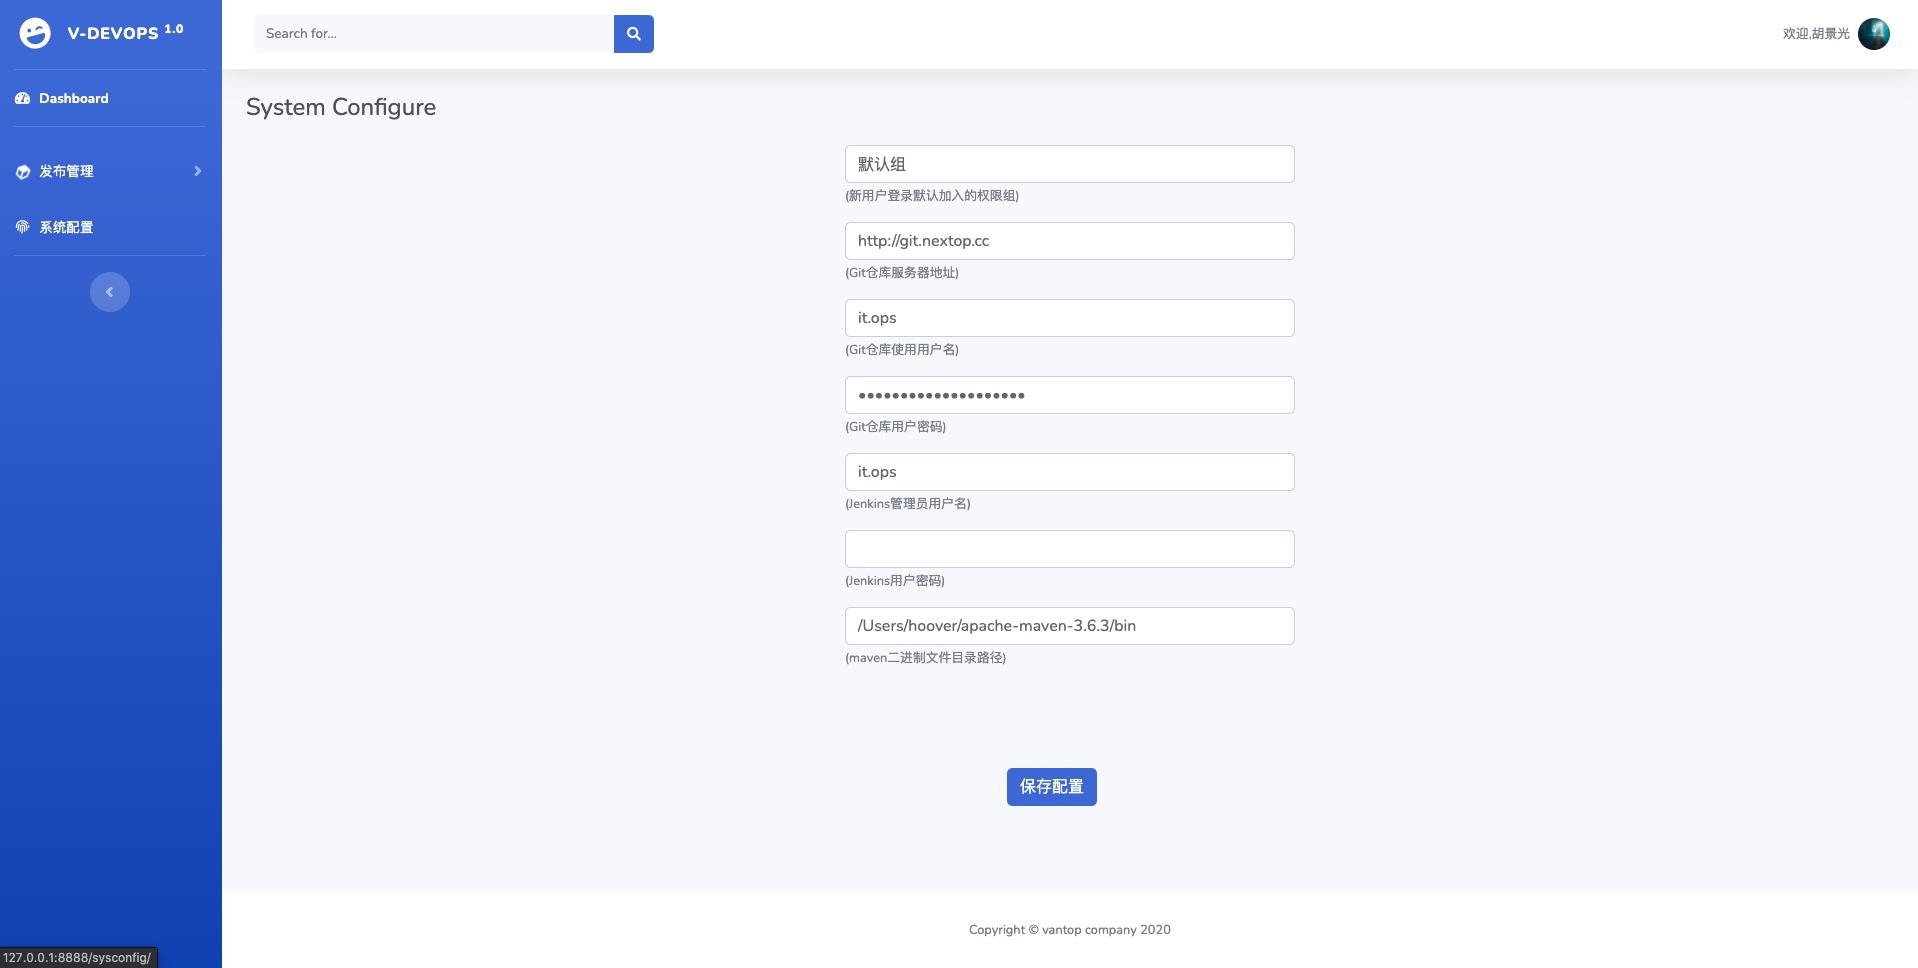 V-DEVOPS 1.0
Search for...
欢迎,胡景光
Dashboard
发布管理
系统配置
System Configure
默认组
(新用户登录默认加入的权限组)
http://git.nextop.cc
(Git仓库服务器地址)
it.ops
(Git仓库使用用户名)
••••••••••••••••••••
(Git仓库用户密码)
it.ops
(Jenkins管理员用户名)
(Jenkins用户密码)
/Users/hoover/apache-maven-3.6.3/bin
(maven二进制文件目录路径)
保存配置
Copyright © vantop company 2020
127.0.0.1:8888/sysconfig/